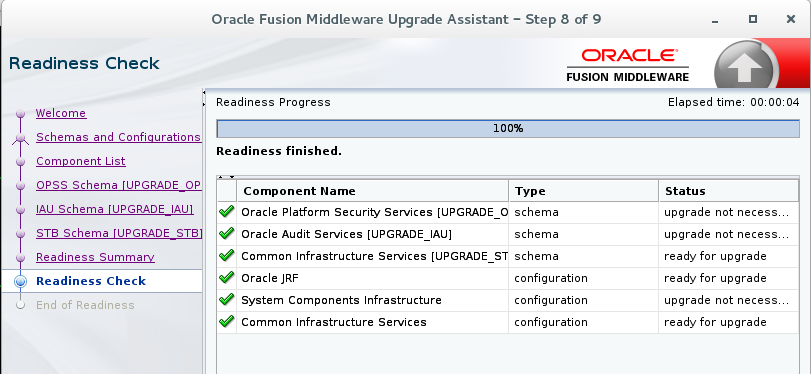 Oracle Fusion Middleware Upgrade Assistant – Step 8 of 9
Readiness Check
ORACLE
FUSION MIDDLEWARE
Welcome
Schemas and Configurations
Component List
OPSS Schema [UPGRADE_OP
IAU Schema [UPGRADE_IAU]
STB Schema [UPGRADE_STB]
Readiness Summary
Readiness Check
End of Readiness
Readiness Progress Elapsed time: 00:00:04
100%
Readiness finished.
Component Name Type Status
Oracle Platform Security Services [UPGRADE_O schema upgrade not necess...
Oracle Audit Services [UPGRADE_IAU] schema upgrade not necess...
Common Infrastructure Services [UPGRADE_ST schema ready for upgrade
Oracle JRF configuration ready for upgrade
System Components Infrastructure configuration upgrade not necess...
Common Infrastructure Services configuration ready for upgrade